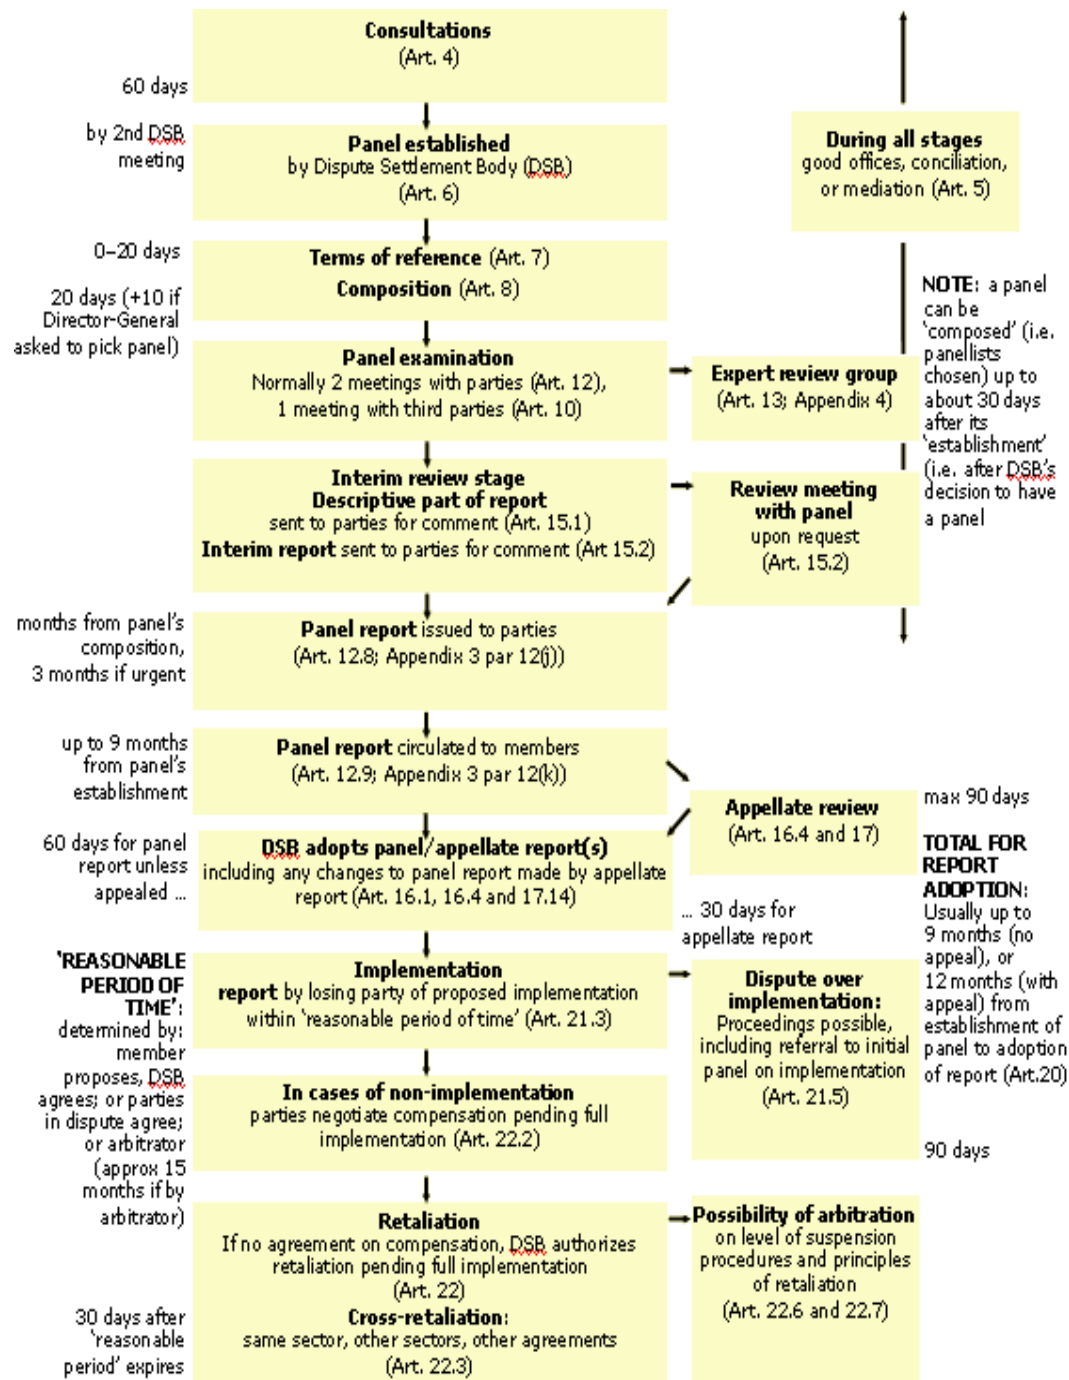 Consultations
(Art. 4)
60 days
by 2nd DSB
meeting
Panel established
by Dispute Settlement Body (DSB)
(Art. 6)
During all stages
good offices, conciliation,
or mediation (Art. 5)
0–20 days
Terms of reference (Art. 7)
Composition (Art. 8)
20 days (+10 if
Director-General
asked to pick panel)
NOTE: a panel
can be
‘composed’ (i.e.
panellists
chosen) up to
about 30 days
after its
‘establishment’
(i.e. after DSB’s
decision to have
a panel
Panel examination
Normally 2 meetings with parties (Art. 12),
1 meeting with third parties (Art. 10)
Expert review group
(Art. 13; Appendix 4)
Interim review stage
Descriptive part of report
sent to parties for comment (Art. 15.1)
Interim report sent to parties for comment (Art 15.2)
Review meeting
with panel
upon request
(Art. 15.2)
months from panel’s
composition,
3 months if urgent
Panel report issued to parties
(Art. 12.8; Appendix 3 par 12(j))
up to 9 months
from panel’s
establishment
Panel report circulated to members
(Art. 12.9; Appendix 3 par 12(k))
Appellate review
(Art. 16.4 and 17)
max 90 days
60 days for panel
report unless
appealed …
DSB adopts panel/appellate report(s)
including any changes to panel report made by appellate
report (Art. 16.1, 16.4 and 17.14)
… 30 days for
appellate report
TOTAL FOR
REPORT
ADOPTION:
Usually up to
9 months (no
appeal), or
12 months (with
appeal) from
establishment of
panel to adoption
of report (Art.20)
‘REASONABLE
PERIOD OF
TIME’:
determined by:
member
proposes, DSB
agrees; or parties
in dispute agree;
or arbitrator
(approx 15
months if by
arbitrator)
Implementation
report by losing party of proposed implementation
within ‘reasonable period of time’ (Art. 21.3)
Dispute over
implementation:
Proceedings possible,
including referral to initial
panel on implementation
(Art. 21.5)
90 days
In cases of non-implementation
parties negotiate compensation pending full
implementation (Art. 22.2)
Retaliation
If no agreement on compensation, DSB authorizes
retaliation pending full implementation
(Art. 22)
Cross-retaliation:
same sector, other sectors, other agreements
(Art. 22.3)
Possibility of arbitration
on level of suspension
procedures and principles
of retaliation
(Art. 22.6 and 22.7)
30 days after
‘reasonable
period’ expires